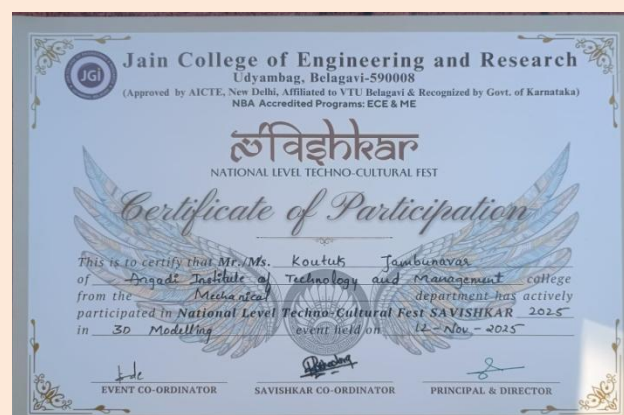 JGI
Jain College of Engineering and Research
Udyambag, Belagavi-590008
(Approved by AICTE, New Delhi, Affiliated to VTU Belagavi & Recognized by Govt. of Karnataka)
NBA Accredited Programs: ECE & ME
NATIONAL LEVEL TECHNO-CULTURAL FEST
Certificate of Participation
This is to certify that Mr./Ms. Koutuk Jambunavar
of Angadi Institute of Technology and Management college
from the Mechanical department has actively
participated in National Level Techno-Cultural Fest SAVISHKAR 2025
in 3D Modelling event held on -Nov-2025
EVENT CO-ORDINATOR SAVISHKAR CO-ORDINATOR PRINCIPAL & DIRECTOR